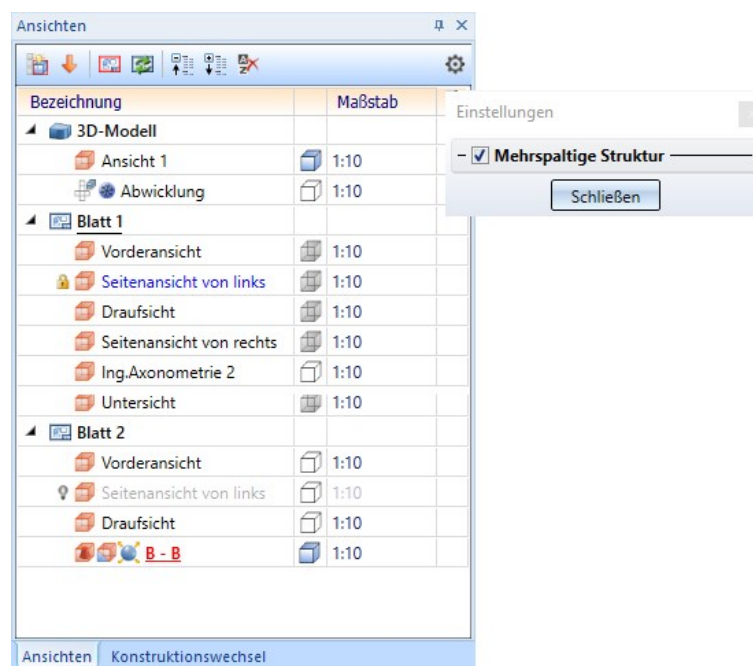 Ansichten
Bezeichnung Maßstab
Einstellungen
3D-Modell
Mehrspaltige Struktur
Ansicht 1 1:10
Schließen
Abwicklung 1:10
Blatt 1
Vorderansicht 1:10
Seitenansicht von links 1:10
Draufsicht 1:10
Seitenansicht von rechts 1:10
Ing.Axonometrie 2 1:10
Untersicht 1:10
Blatt 2
Vorderansicht 1:10
Seitenansicht von links 1:10
Draufsicht 1:10
B - B 1:10
Ansichten Konstruktionswechsel